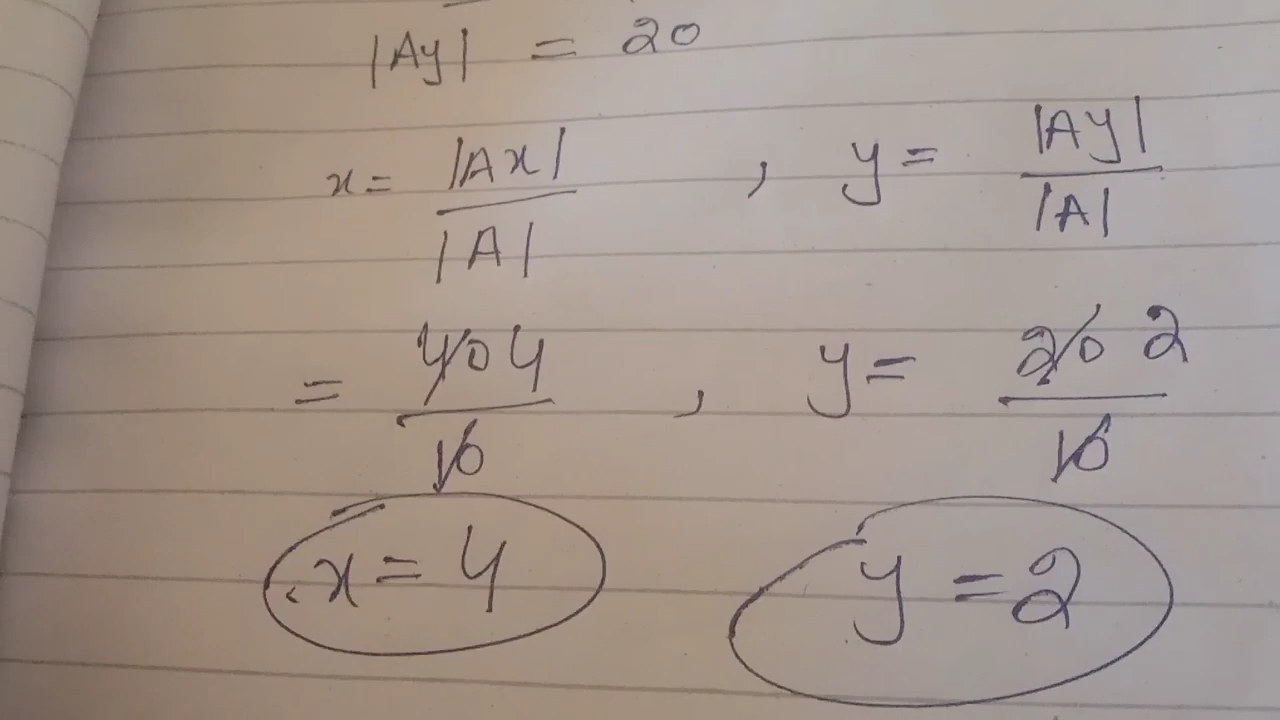 |Ay| = 20
x = |Ax| / |A| , y = |Ay| / |A|
= 40 4 / 10 , y = 20 2 / 10
x = 4 y = 2